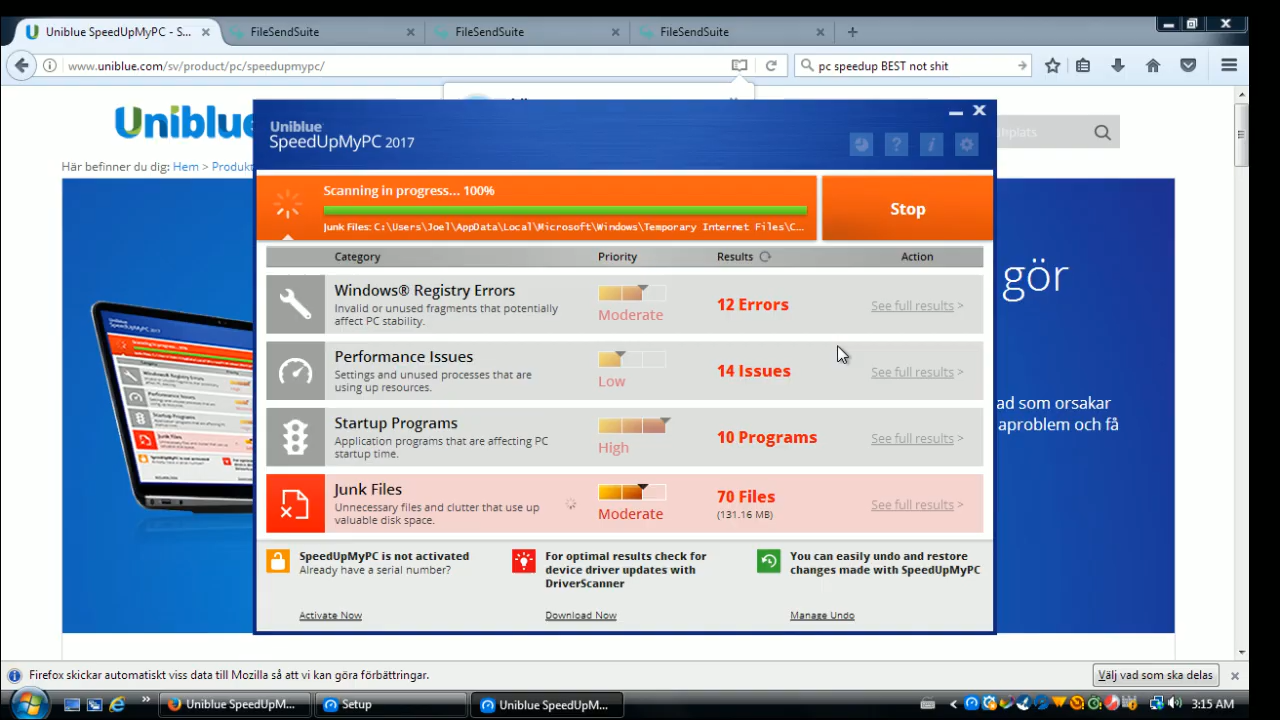 Uniblue SpeedUpMyPC - S...
FileSendSuite
FileSendSuite
FileSendSuite
www.uniblue.com/sv/product/pc/speedupmypc/
pc speedup BEST not shit
Uniblue
Här befinner du dig: Hem > Produkt
Uniblue
SpeedUpMyPC 2017
Scanning in progress... 100%
Junk Files: C:\Users\Joel\AppData\Local\Microsoft\Windows\Temporary Internet Files\C...
Stop
Category Priority Results Action
Windows® Registry Errors
Invalid or unused fragments that potentially
affect PC stability.
Moderate
12 Errors
See full results >
Performance Issues
Settings and unused processes that are
using up resources.
Low
14 Issues
See full results >
Startup Programs
Application programs that are affecting PC
startup time.
High
10 Programs
See full results >
Junk Files
Unnecessary files and clutter that use up
valuable disk space.
Moderate
70 Files
(131.16 MB)
See full results >
SpeedUpMyPC is not activated
Already have a serial number?
Activate Now
For optimal results check for
device driver updates with
DriverScanner
Download Now
You can easily undo and restore
changes made with SpeedUpMyPC
Manage Undo
gör
ad som orsakar
aproblem och få
Firefox skickar automatiskt viss data till Mozilla så att vi kan göra förbättringar.
Välj vad som ska delas
Uniblue SpeedUpM...
Setup
Uniblue SpeedUpM...
3:15 AM